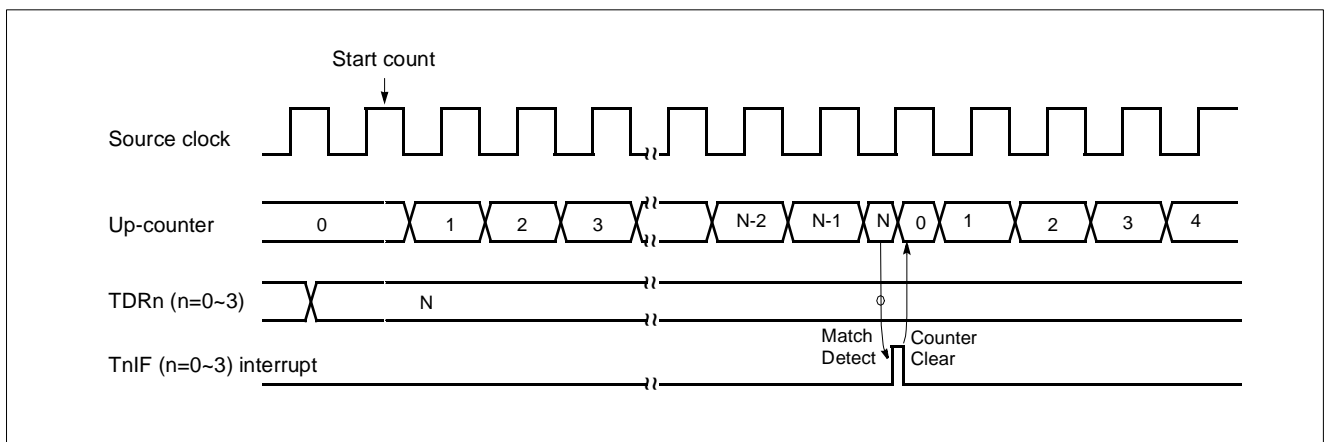 Start count
Source clock
Up-counter 0 1 2 3 N-2 N-1 N 0 1 2 3 4
TDRn (n=0~3) N
Match Detect
Counter Clear
TnIF (n=0~3) interrupt